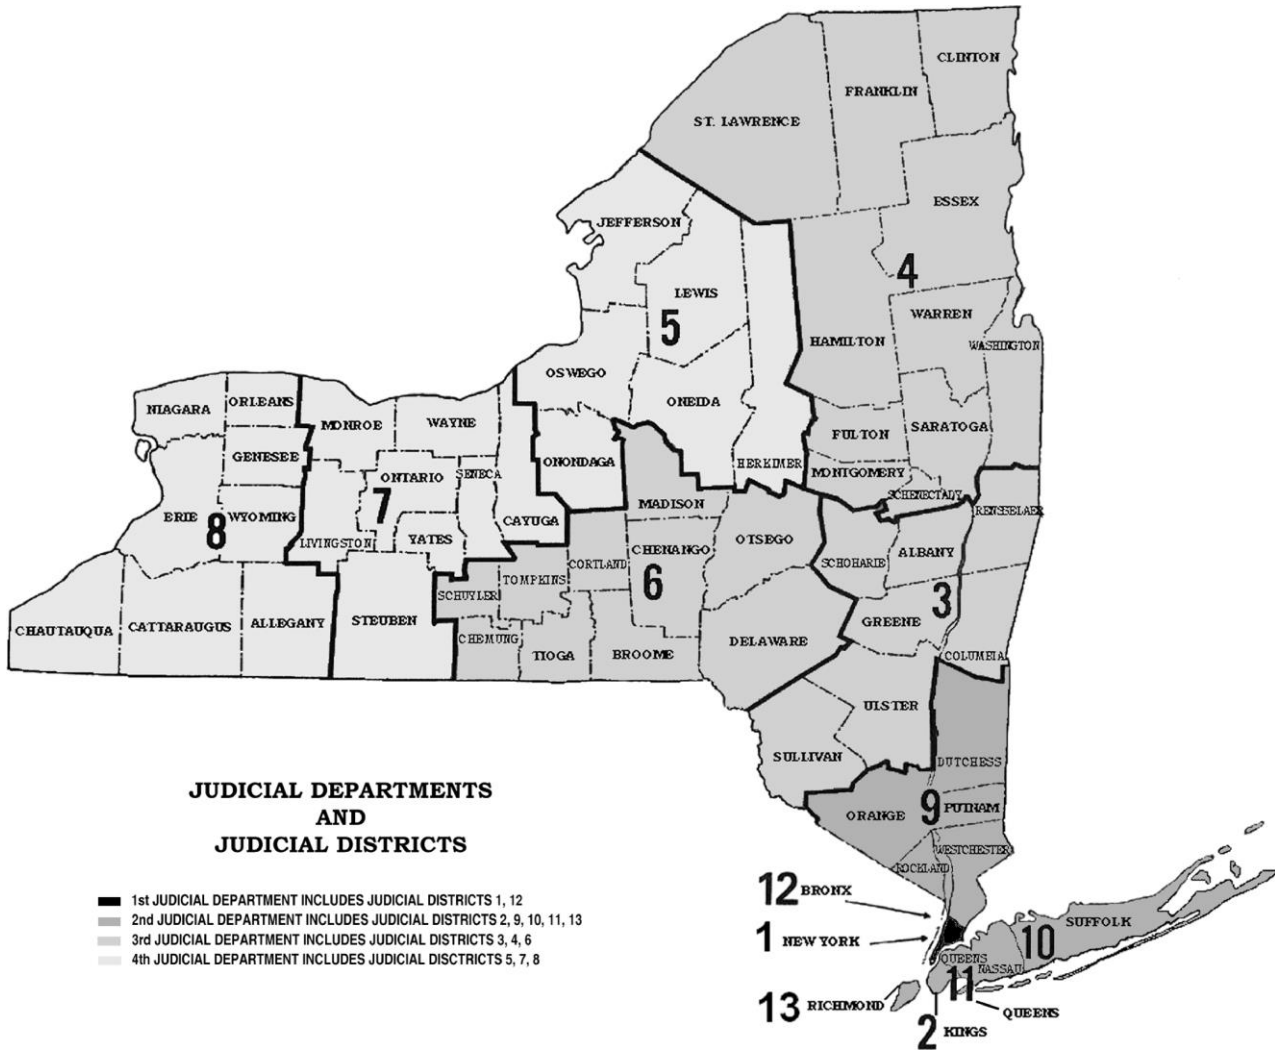 CLINTON
FRANKLIN
ST. LAWRENCE
ESSEX
JEFFERSON
4
LEWIS
5
WARREN
HAMILTON
WASHINGTON
OSWEGO
ONEIDA
NIAGARA
ORLEANS
MONROE
WAYNE
FULTON
SARATOGA
GENESEE
ONONDAGA
HERKIMER
ONTARIO
SENECA
MONTGOMERY
7
SCHENECTADY
MADISON
RENSSELAER
ERIE
8
WYOMING
CAYUGA
LIVINGSTON
YATES
CHENANGO
OTSEGO
ALBANY
SCHOHARIE
CORTLAND
6
TOMPKINS
SCHUYLER
3
CHAUTAUQUA
CATTARAUGUS
ALLEGANY
STEUBEN
GREENE
CHEMUNG
TIOGA
BROOME
DELAWARE
COLUMBIA
ULSTER
SULLIVAN
DUTCHESS
9
ORANGE
PUTNAM
WESTCHESTER
ROCKLAND
JUDICIAL DEPARTMENTS
AND
JUDICIAL DISTRICTS
1st JUDICIAL DEPARTMENT INCLUDES JUDICIAL DISTRICTS 1, 12
2nd JUDICIAL DEPARTMENT INCLUDES JUDICIAL DISTRICTS 2, 9, 10, 11, 13
3rd JUDICIAL DEPARTMENT INCLUDES JUDICIAL DISTRICTS 3, 4, 6
4th JUDICIAL DEPARTMENT INCLUDES JUDICIAL DISCTRICTS 5, 7, 8
12 BRONX
1 NEW YORK
SUFFOLK
10
QUEENS
NASSAU
11
13 RICHMOND
QUEENS
2 KINGS